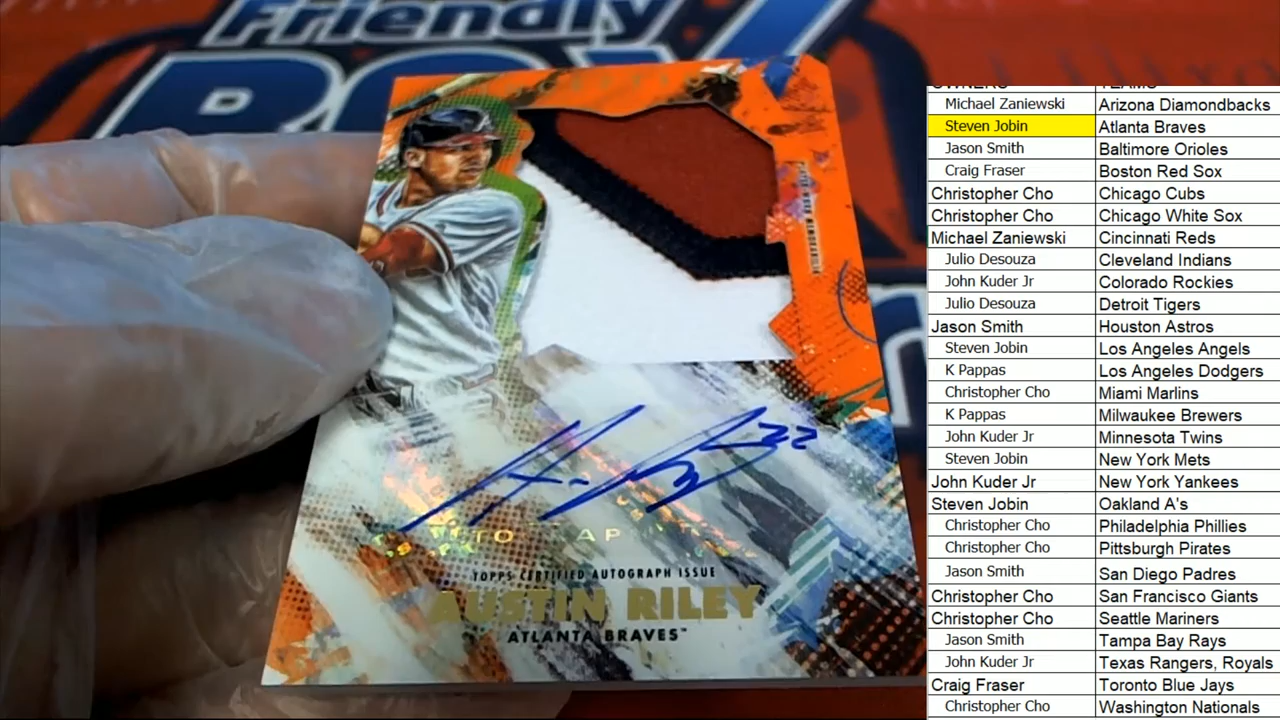 Friendly
BOX
AUTO AP
TOPPS CERTIFIED AUTOGRAPH ISSUE
AUSTIN RILEY
ATLANTA BRAVES™
OWNERS TEAMS
Michael Zaniewski Arizona Diamondbacks
Steven Jobin Atlanta Braves
Jason Smith Baltimore Orioles
Craig Fraser Boston Red Sox
Christopher Cho Chicago Cubs
Christopher Cho Chicago White Sox
Michael Zaniewski Cincinnati Reds
Julio Desouza Cleveland Indians
John Kuder Jr Colorado Rockies
Julio Desouza Detroit Tigers
Jason Smith Houston Astros
Steven Jobin Los Angeles Angels
K Pappas Los Angeles Dodgers
Christopher Cho Miami Marlins
K Pappas Milwaukee Brewers
John Kuder Jr Minnesota Twins
Steven Jobin New York Mets
John Kuder Jr New York Yankees
Steven Jobin Oakland A's
Christopher Cho Philadelphia Phillies
Christopher Cho Pittsburgh Pirates
Jason Smith San Diego Padres
Christopher Cho San Francisco Giants
Christopher Cho Seattle Mariners
Jason Smith Tampa Bay Rays
John Kuder Jr Texas Rangers, Royals
Craig Fraser Toronto Blue Jays
Christopher Cho Washington Nationals